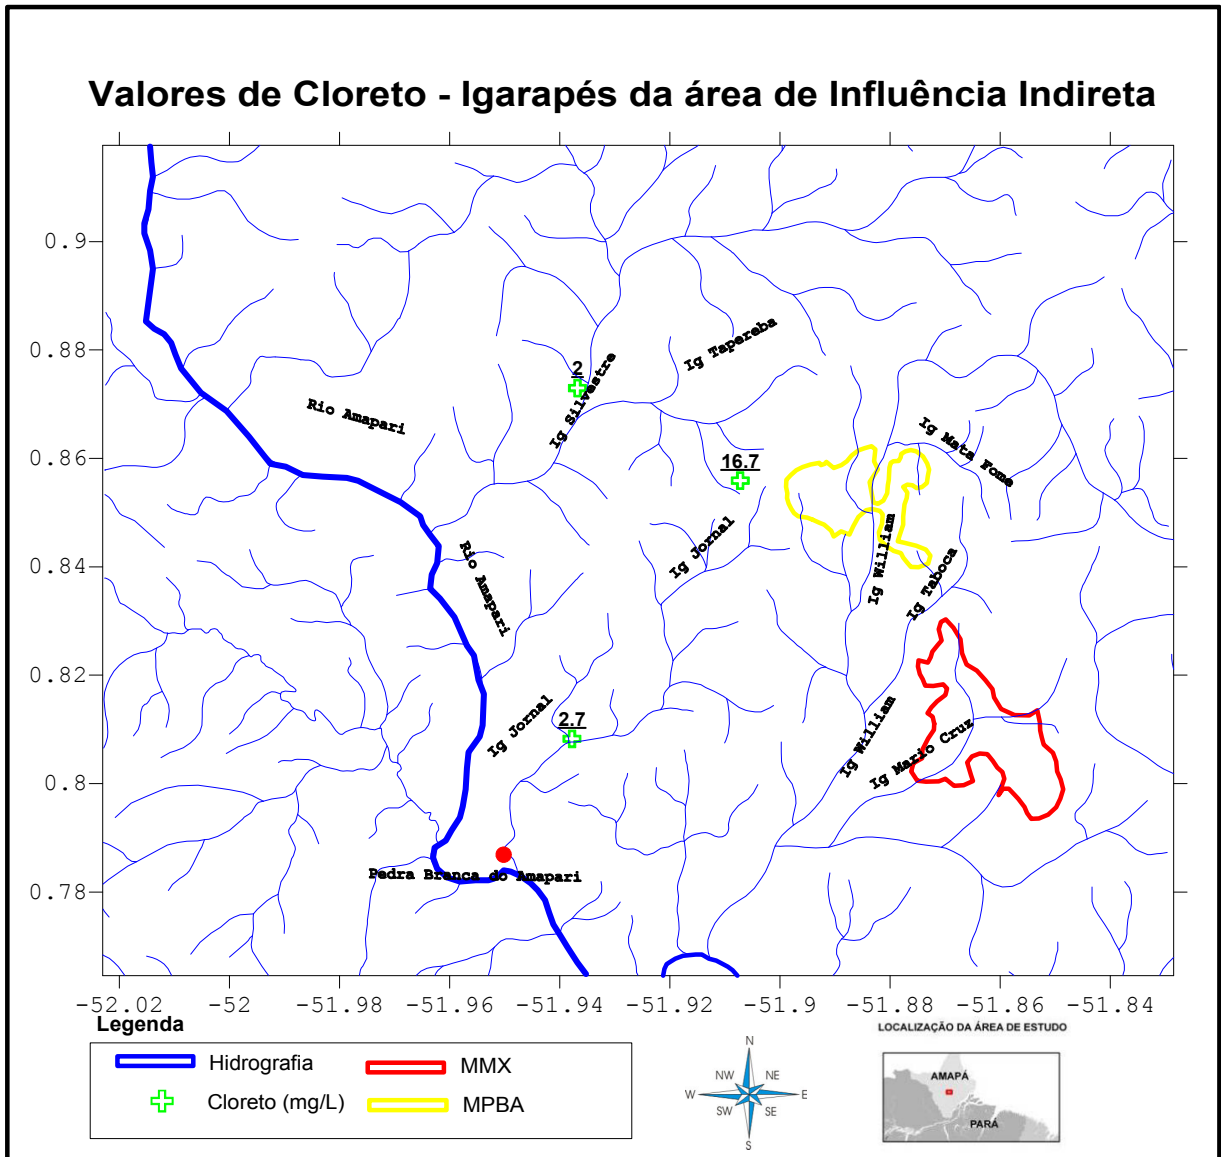 Valores de Cloreto - Igarapés da área de Influência Indireta
0.9
0.88
0.86
0.84
0.82
0.8
0.78
Ig Tapereba
2
Ig Silvestre
Rio Amapari
Ig Mata Fome
16.7
Ig Jornal
Ig William
Rio Amapari
Ig Taboca
Ig Jornal
2.7
Ig William
Ig Mario Cruz
Pedra Branca do Amapari
-52.02 -52 -51.98 -51.96 -51.94 -51.92 -51.9 -51.88 -51.86 -51.84
Legenda
Hidrografia
MMX
Cloreto (mg/L)
MPBA
N
NW NE
W E
SW SE
S
LOCALIZAÇÃO DA ÁREA DE ESTUDO
AMAPÁ
PARÁ